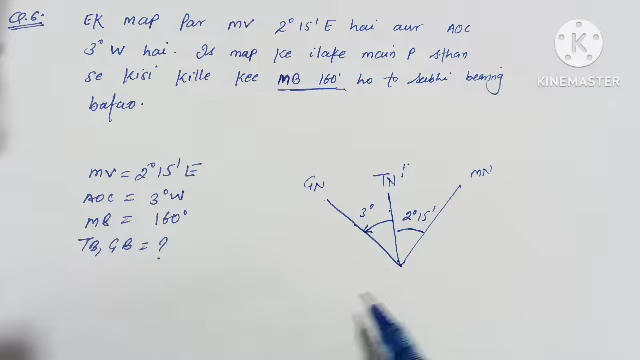 Q.6: EK map par MV 2° 15' E hai aur AOC
3° W hai. Is map ke ilake main P sthan
se kisi kille kee MB 160° ho to sabhi bearing
batao.
K
KINEMASTER
MV = 2° 15' E
AOC = 3° W
MB = 160°
TB, GB = ?
GN
TN
MN
3°
2° 15'